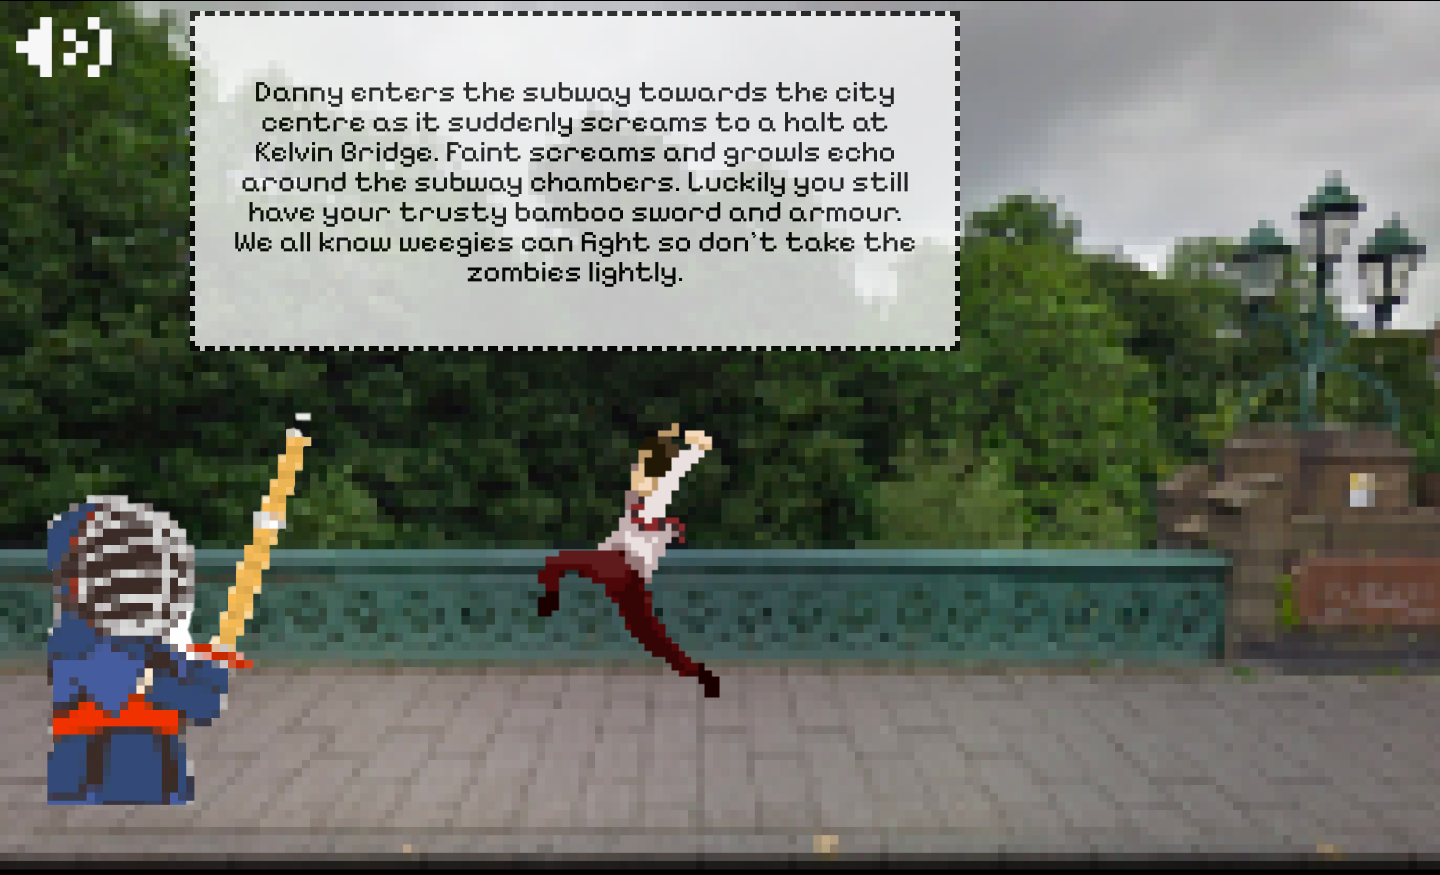 Danny enters the subway towards the city
centre as it suddenly screams to a halt at
Kelvin Bridge. Faint screams and growls echo
around the subway chambers. Luckily you still
have your trusty bamboo sword and armour.
We all know weegies can fight so don't take the
zombies lightly.